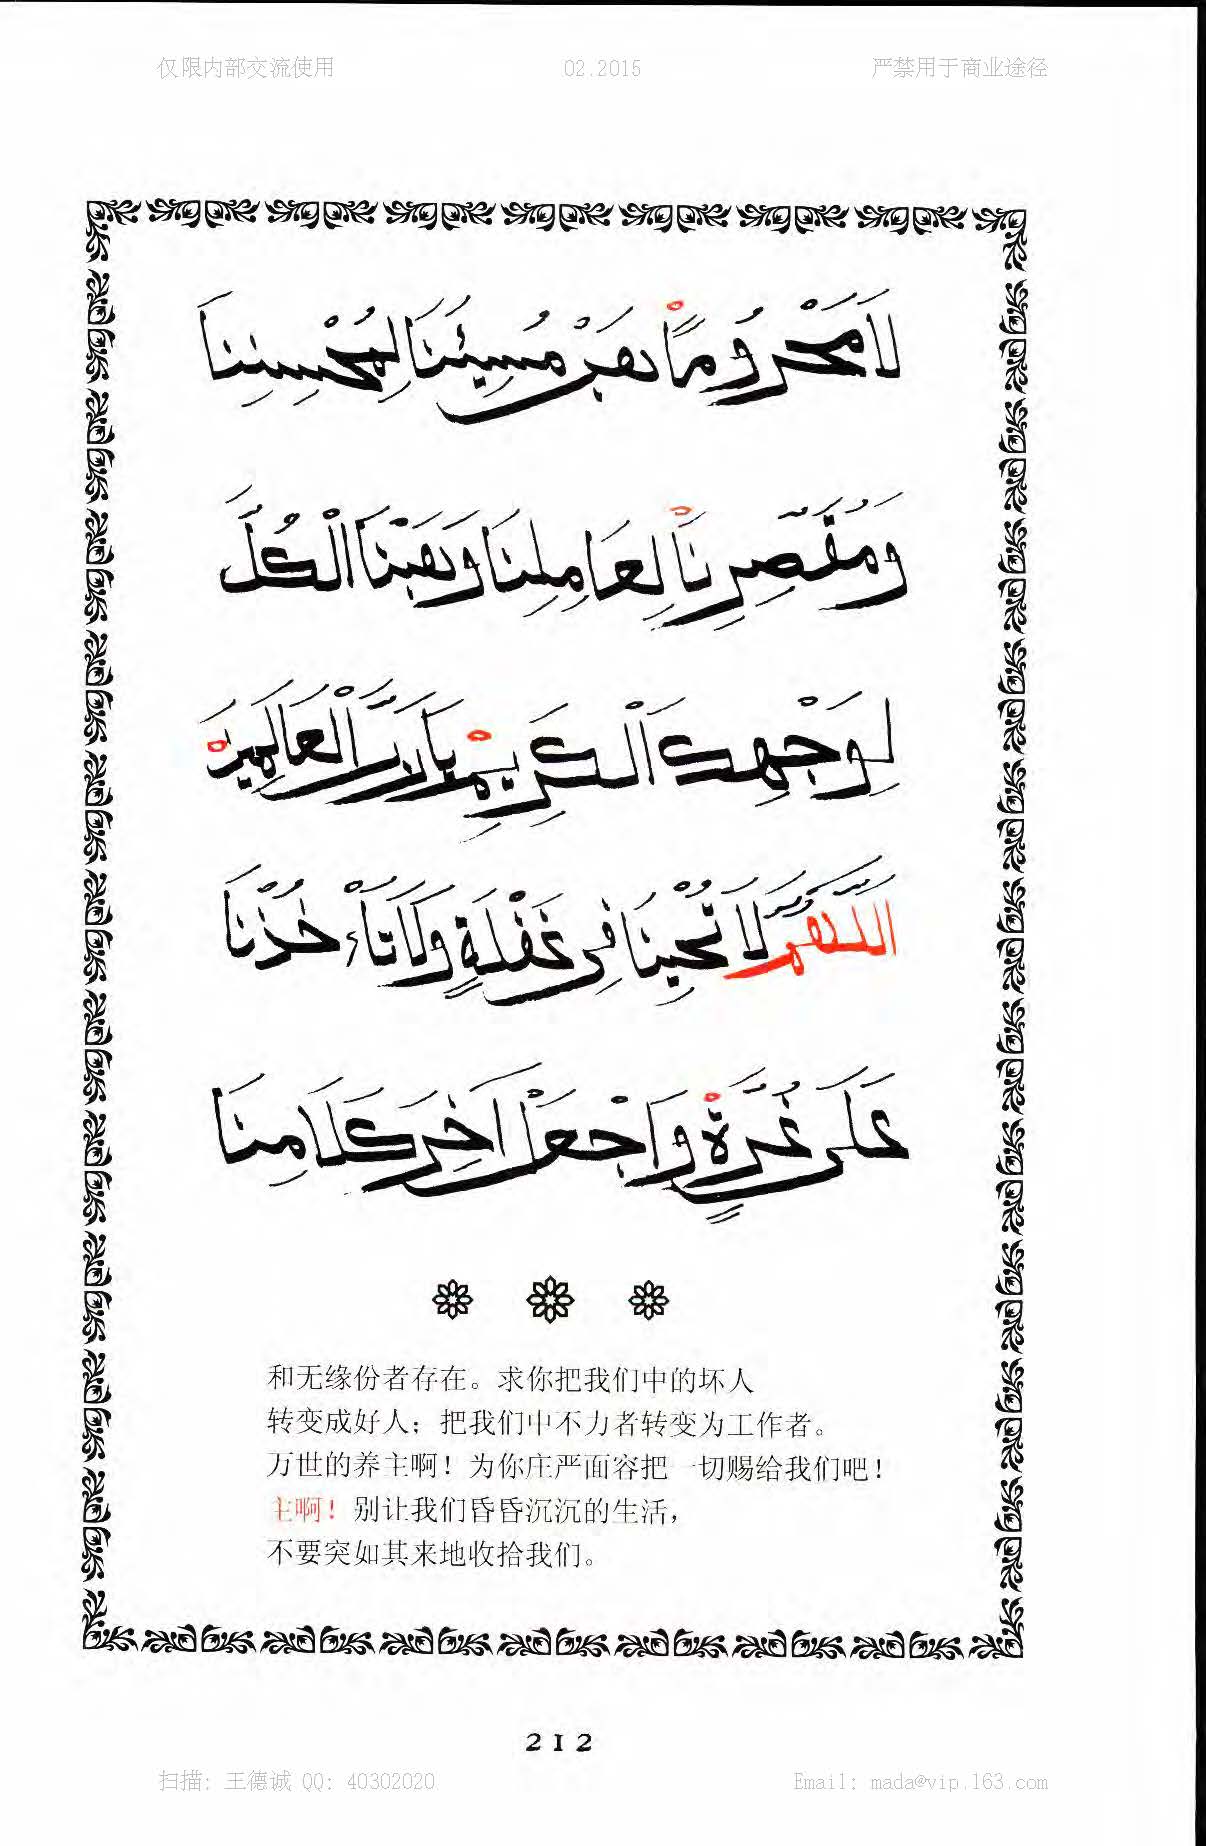 仅限内部交流使用 02.2015 严禁用于商业途径
لَا مَحْرُومًا هَبْ مُسِيئَنَا لِمُحْسِنِنَا
وَمُقَصِّرَنَا لِعَامِلِنَا وَهَبْنَا الْكُلَّ
لِوَجْهِكَ الْكَرِيمِ يَا رَبَّ الْعَالَمِينَ
اللَّهُمَّ لَا تُحْيِنَا فِي غَفْلَةٍ وَلَا تَأْخُذْنَا
عَلَى غُرَّةٍ وَاجْعَلْ آخِرَ كَلَامِنَا
和无缘份者存在。求你把我们中的坏人
转变成好人；把我们中不力者转变为工作者。
万世的养主啊！为你庄严面容把一切赐给我们吧！
主啊！别让我们昏昏沉沉的生活，
不要突如其来地收拾我们。
212
扫描: 王德诚 QQ: 40302020 Email: mada@vip.163.com